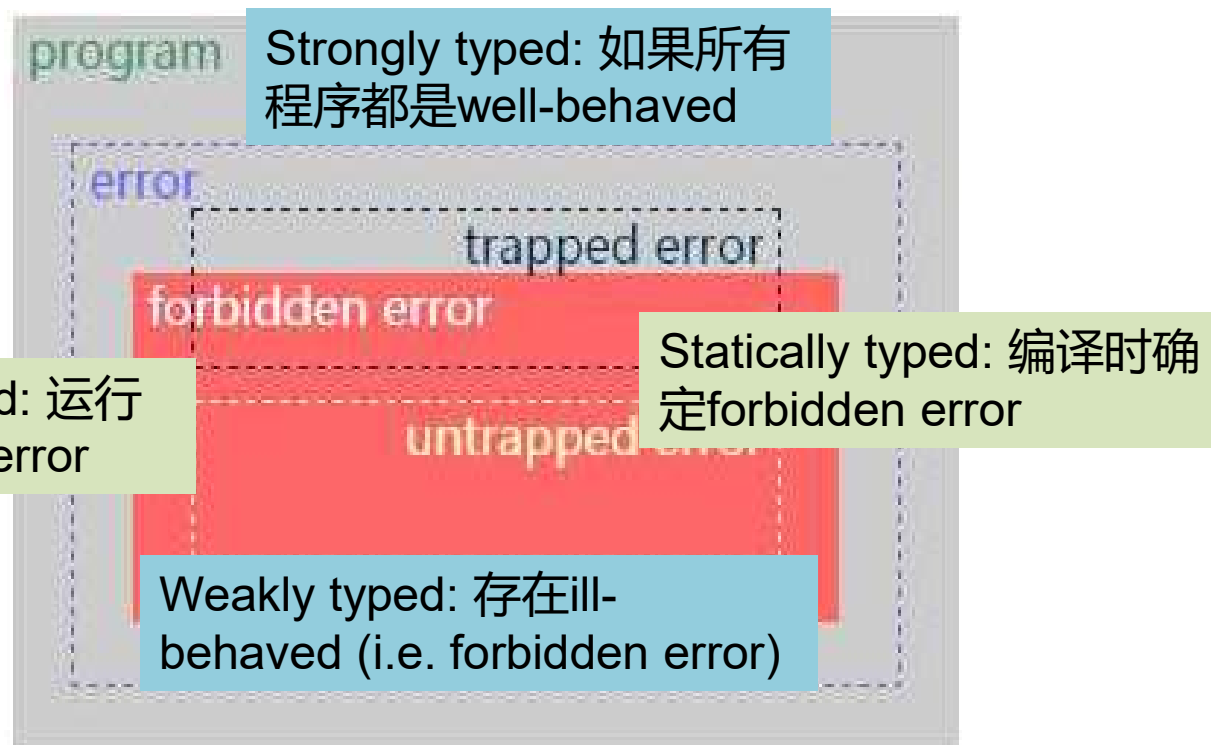 program
Strongly typed: 如果所有
程序都是well-behaved
error
trapped error
forbidden error
Statically typed: 编译时确
定forbidden error
d: 运行
error
untrapped error
Weakly typed: 存在ill-
behaved (i.e. forbidden error)